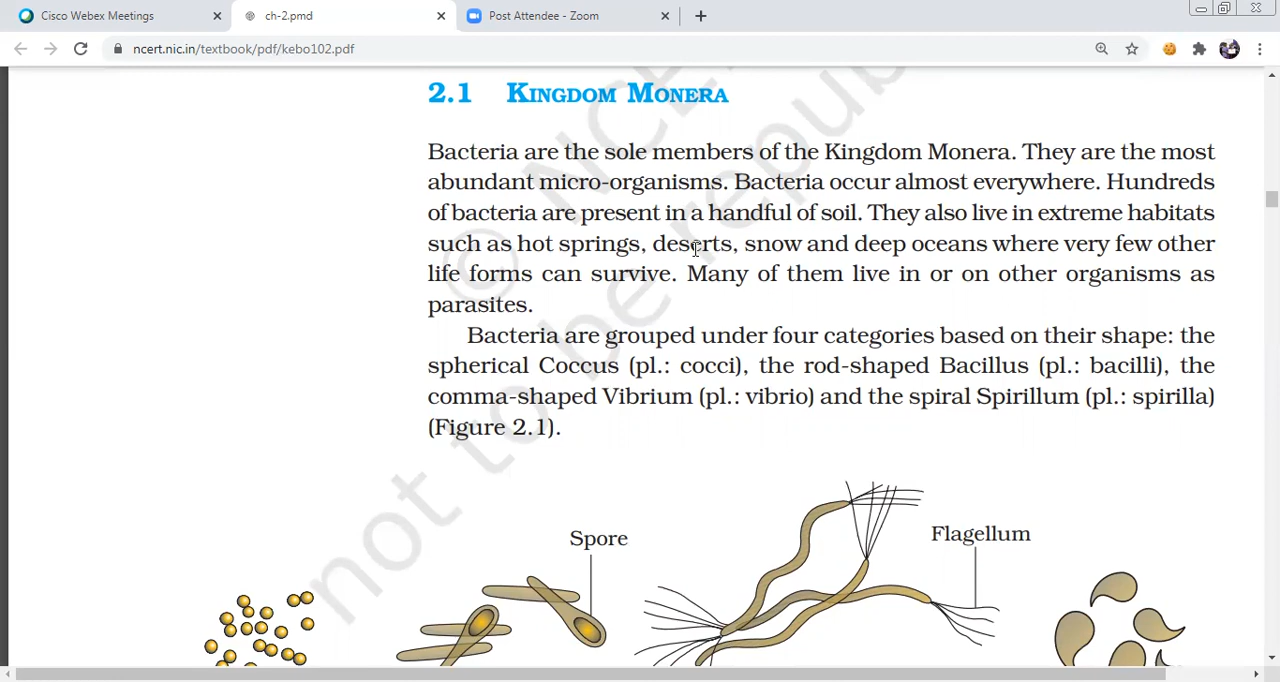 Cisco Webex Meetings
ch-2.pmd
Post Attendee - Zoom
ncert.nic.in/textbook/pdf/kebo102.pdf
2.1 KINGDOM MONERA
Bacteria are the sole members of the Kingdom Monera. They are the most
abundant micro-organisms. Bacteria occur almost everywhere. Hundreds
of bacteria are present in a handful of soil. They also live in extreme habitats
such as hot springs, deserts, snow and deep oceans where very few other
life forms can survive. Many of them live in or on other organisms as
parasites.
Bacteria are grouped under four categories based on their shape: the
spherical Coccus (pl.: cocci), the rod-shaped Bacillus (pl.: bacilli), the
comma-shaped Vibrium (pl.: vibrio) and the spiral Spirillum (pl.: spirilla)
(Figure 2.1).
Spore
Flagellum
© NCE
not to be repub